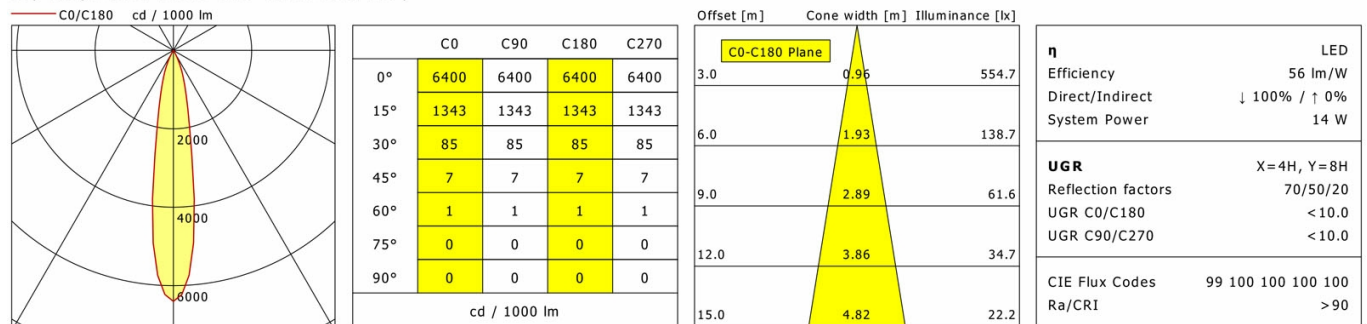 C0/C180 cd / 1000 lm
2000
4000
6000
C0 C90 C180 C270
0° 6400 6400 6400 6400
15° 1343 1343 1343 1343
30° 85 85 85 85
45° 7 7 7 7
60° 1 1 1 1
75° 0 0 0 0
90° 0 0 0 0
cd / 1000 lm
Offset [m] Cone width [m] Illuminance [lx]
C0-C180 Plane
3.0 0.96 554.7
6.0 1.93 138.7
9.0 2.89 61.6
12.0 3.86 34.7
15.0 4.82 22.2
η LED
Efficiency 56 lm/W
Direct/Indirect ↓ 100% / ↑ 0%
System Power 14 W
UGR X=4H, Y=8H
Reflection factors 70/50/20
UGR C0/C180 <10.0
UGR C90/C270 <10.0
CIE Flux Codes 99 100 100 100 100
Ra/CRI >90